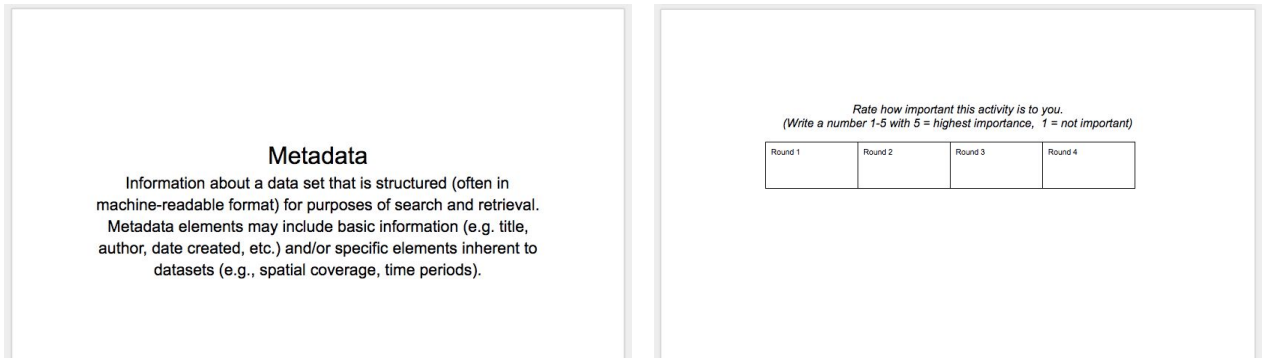 Metadata
Information about a data set that is structured (often in
machine-readable format) for purposes of search and retrieval.
Metadata elements may include basic information (e.g. title,
author, date created, etc.) and/or specific elements inherent to
datasets (e.g., spatial coverage, time periods).
Rate how important this activity is to you.
(Write a number 1-5 with 5 = highest importance, 1 = not important)
Round 1 Round 2 Round 3 Round 4